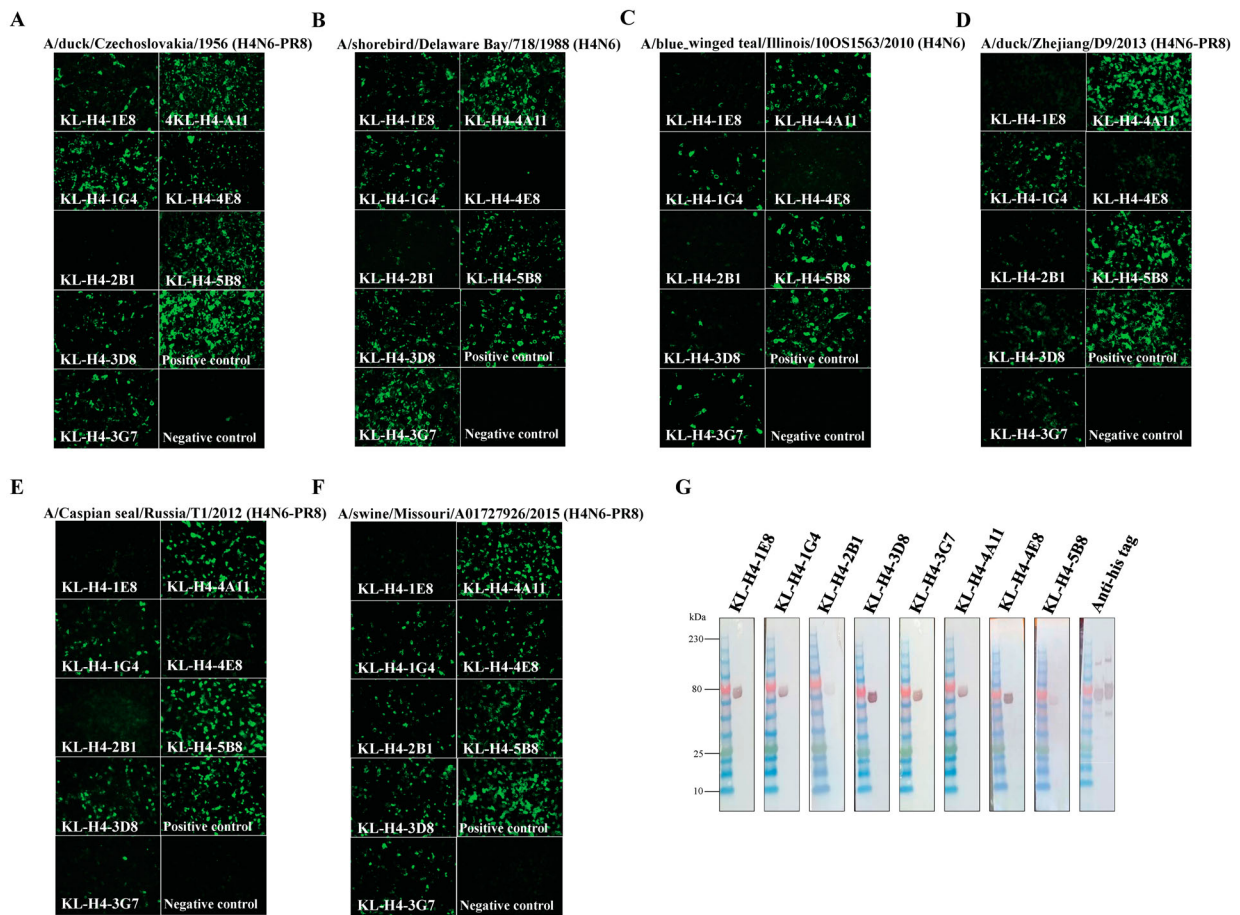 A
A/duck/Czechoslovakia/1956 (H4N6-PR8)
KL-H4-1E8
4KL-H4-A11
KL-H4-1G4
KL-H4-4E8
KL-H4-2B1
KL-H4-5B8
KL-H4-3D8
Positive control
KL-H4-3G7
Negative control
B
A/shorebird/Delaware Bay/718/1988 (H4N6)
KL-H4-1E8
KL-H4-4A11
KL-H4-1G4
KL-H4-4E8
KL-H4-2B1
KL-H4-5B8
KL-H4-3D8
Positive control
KL-H4-3G7
Negative control
C
A/blue_winged teal/Illinois/10OS1563/2010 (H4N6)
KL-H4-1E8
KL-H4-4A11
KL-H4-1G4
KL-H4-4E8
KL-H4-2B1
KL-H4-5B8
KL-H4-3D8
Positive control
KL-H4-3G7
Negative control
D
A/duck/Zhejiang/D9/2013 (H4N6-PR8)
KL-H4-1E8
KL-H4-4A11
KL-H4-1G4
KL-H4-4E8
KL-H4-2B1
KL-H4-5B8
KL-H4-3D8
Positive control
KL-H4-3G7
Negative control
E
A/Caspian seal/Russia/T1/2012 (H4N6-PR8)
KL-H4-1E8
KL-H4-4A11
KL-H4-1G4
KL-H4-4E8
KL-H4-2B1
KL-H4-5B8
KL-H4-3D8
Positive control
KL-H4-3G7
Negative control
F
A/swine/Missouri/A01727926/2015 (H4N6-PR8)
KL-H4-1E8
KL-H4-4A11
KL-H4-1G4
KL-H4-4E8
KL-H4-2B1
KL-H4-5B8
KL-H4-3D8
Positive control
KL-H4-3G7
Negative control
G
KL-H4-1E8
KL-H4-1G4
KL-H4-2B1
KL-H4-3D8
KL-H4-3G7
KL-H4-4A11
KL-H4-4E8
KL-H4-5B8
Anti-his tag
kDa
230
80
25
10